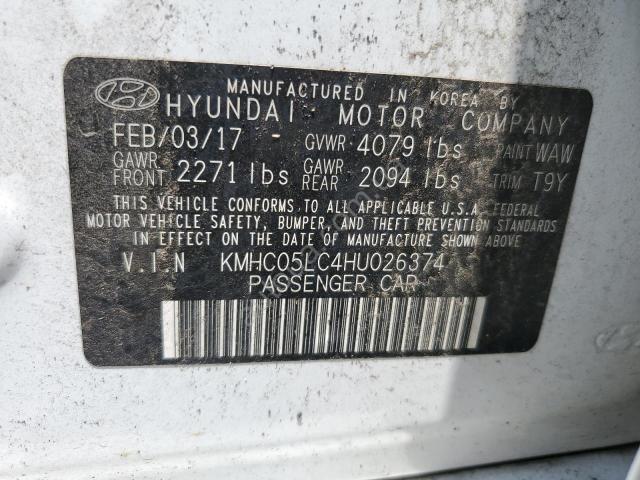 MANUFACTURED IN KOREA BY
HYUNDAI MOTOR COMPANY
FEB/03/17 GVWR 4079 lbs PAINT WAW
GAWR FRONT 2271 lbs GAWR REAR 2094 lbs TRIM T9Y
THIS VEHICLE CONFORMS TO ALL APPLICABLE U.S.A. FEDERAL
MOTOR VEHICLE SAFETY, BUMPER, AND THEFT PREVENTION STANDARDS
IN EFFECT ON THE DATE OF MANUFACTURE SHOWN ABOVE.
V.I.N KMHC05LC4HU026374
PASSENGER CAR